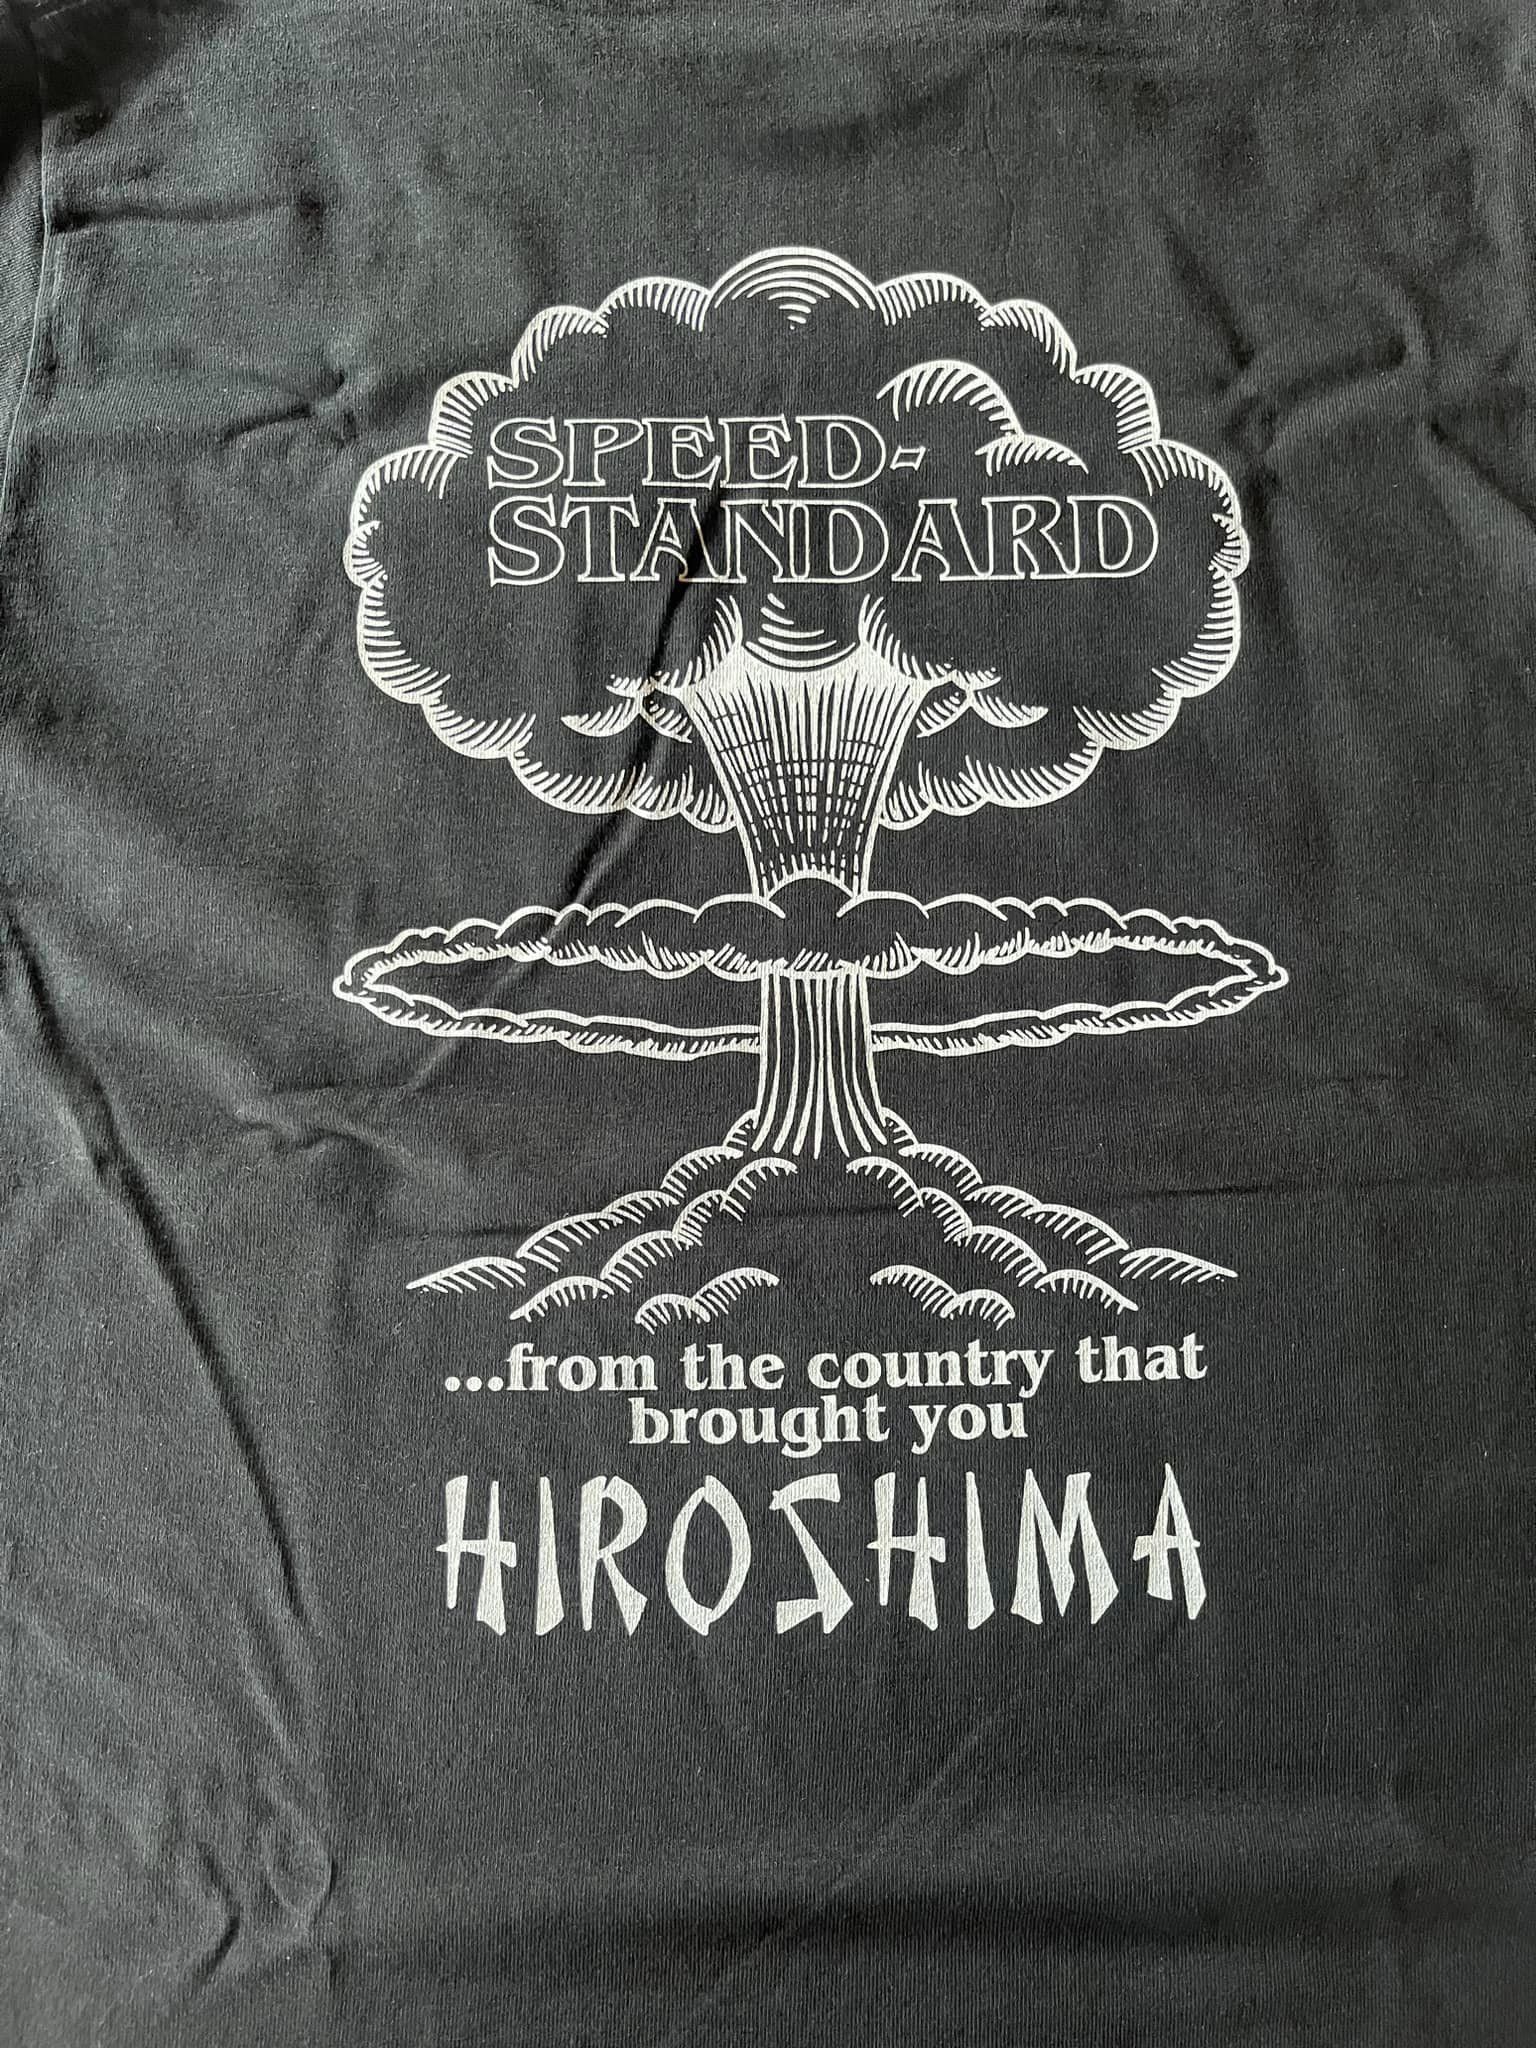 SPEED-
STANDARD
...from the country that
brought you
HIROSHIMA